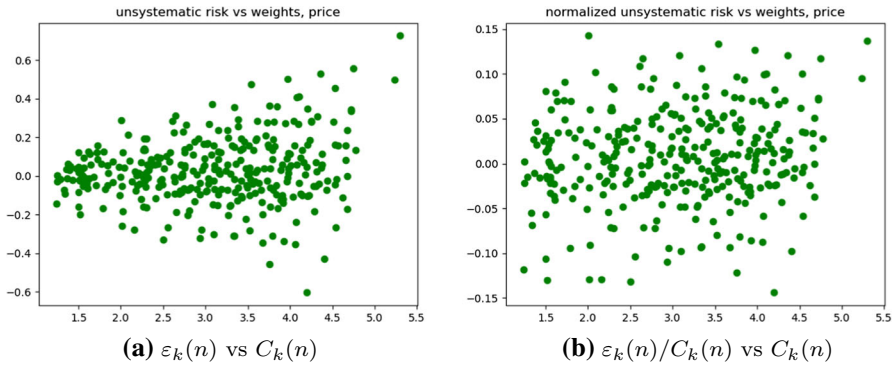 unsystematic risk vs weights, price
0.6
0.4
0.2
0.0
−0.2
−0.4
−0.6
1.5 2.0 2.5 3.0 3.5 4.0 4.5 5.0 5.5
(a) εₖ(n) vs Cₖ(n)
normalized unsystematic risk vs weights, price
0.15
0.10
0.05
0.00
−0.05
−0.10
−0.15
1.5 2.0 2.5 3.0 3.5 4.0 4.5 5.0 5.5
(b) εₖ(n)/Cₖ(n) vs Cₖ(n)